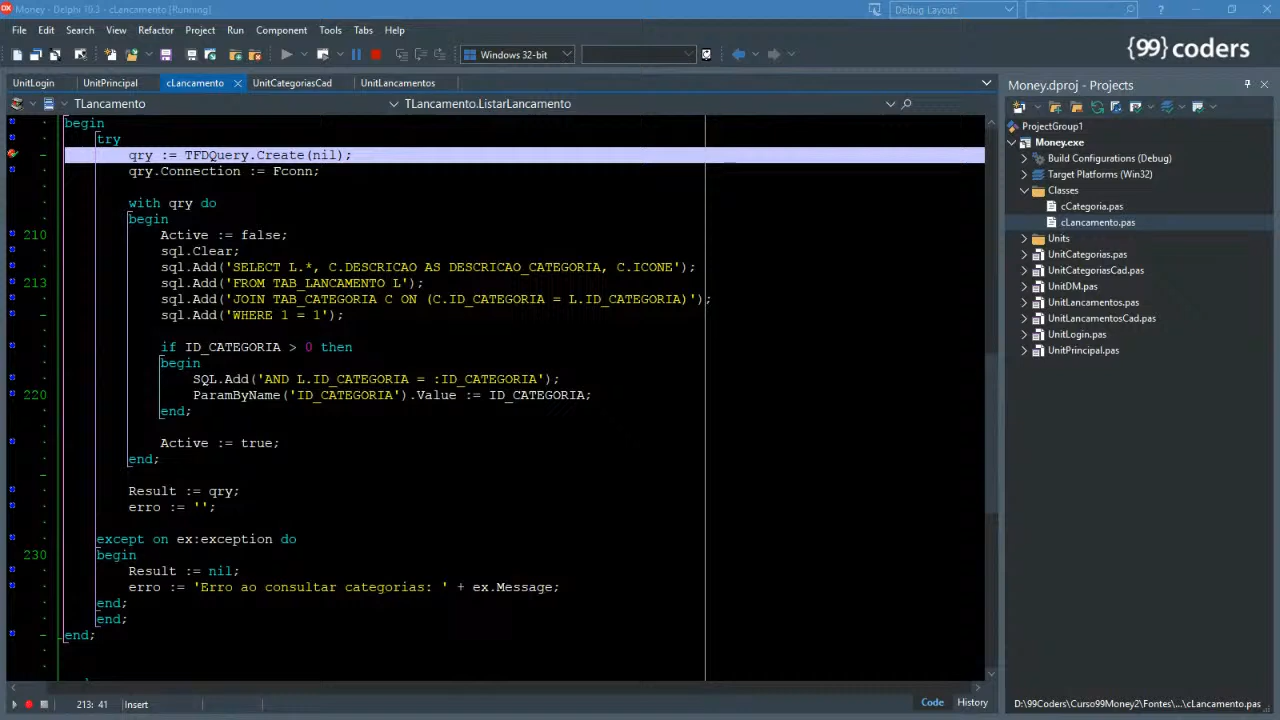 Money - Delphi 10.3 - cLancamento [Running]
Debug Layout
File Edit Search View Refactor Project Run Component Tools Tabs Help
Windows 32-bit
{99} coders
UnitLogin UnitPrincipal cLancamento UnitCategoriasCad UnitLancamentos
Money.dproj - Projects
TLancamento TLancamento.ListarLancamento
begin
try
qry := TFDQuery.Create(nil);
qry.Connection := Fconn;
with qry do
begin
210 Active := false;
sql.Clear;
sql.Add('SELECT L.*, C.DESCRICAO AS DESCRICAO_CATEGORIA, C.ICONE');
213 sql.Add('FROM TAB_LANCAMENTO L');
sql.Add('JOIN TAB_CATEGORIA C ON (C.ID_CATEGORIA = L.ID_CATEGORIA)');
sql.Add('WHERE 1 = 1');
if ID_CATEGORIA > 0 then
begin
SQL.Add('AND L.ID_CATEGORIA = :ID_CATEGORIA');
220 ParamByName('ID_CATEGORIA').Value := ID_CATEGORIA;
end;
Active := true;
end;
Result := qry;
erro := '';
except on ex:exception do
230 begin
Result := nil;
erro := 'Erro ao consultar categorias: ' + ex.Message;
end;
end;
end;
ProjectGroup1
Money.exe
Build Configurations (Debug)
Target Platforms (Win32)
Classes
cCategoria.pas
cLancamento.pas
Units
UnitCategorias.pas
UnitCategoriasCad.pas
UnitDM.pas
UnitLancamentos.pas
UnitLancamentosCad.pas
UnitLogin.pas
UnitPrincipal.pas
213: 41 Insert
Code History
D:\99Coders\Curso99Money2\Fontes\...\cLancamento.pas